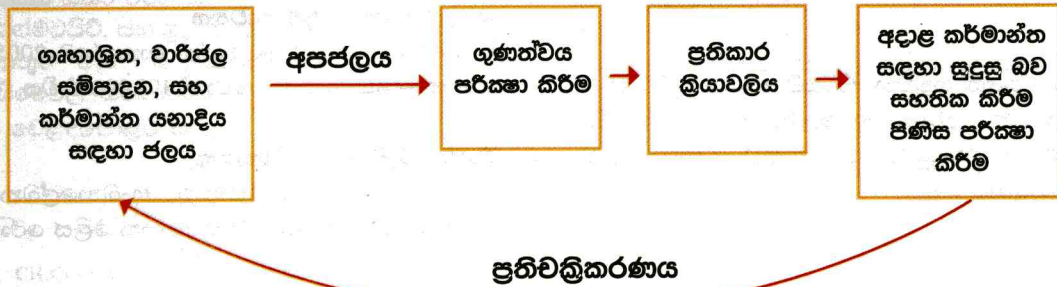 ගෘහාශ්‍රිත, වාරිජල
සම්පාදන, සහ
කර්මාන්ත යනාදිය
සඳහා ජලය
අපජලය
ගුණත්වය
පරීක්‍ෂා කිරීම
ප්‍රතිකාර
ක්‍රියාවලිය
අදාළ කර්මාන්ත
සඳහා සුදුසු බව
සහතික කිරීම
පිණිස පරීක්‍ෂා
කිරීම
ප්‍රතිචක්‍රීකරණය